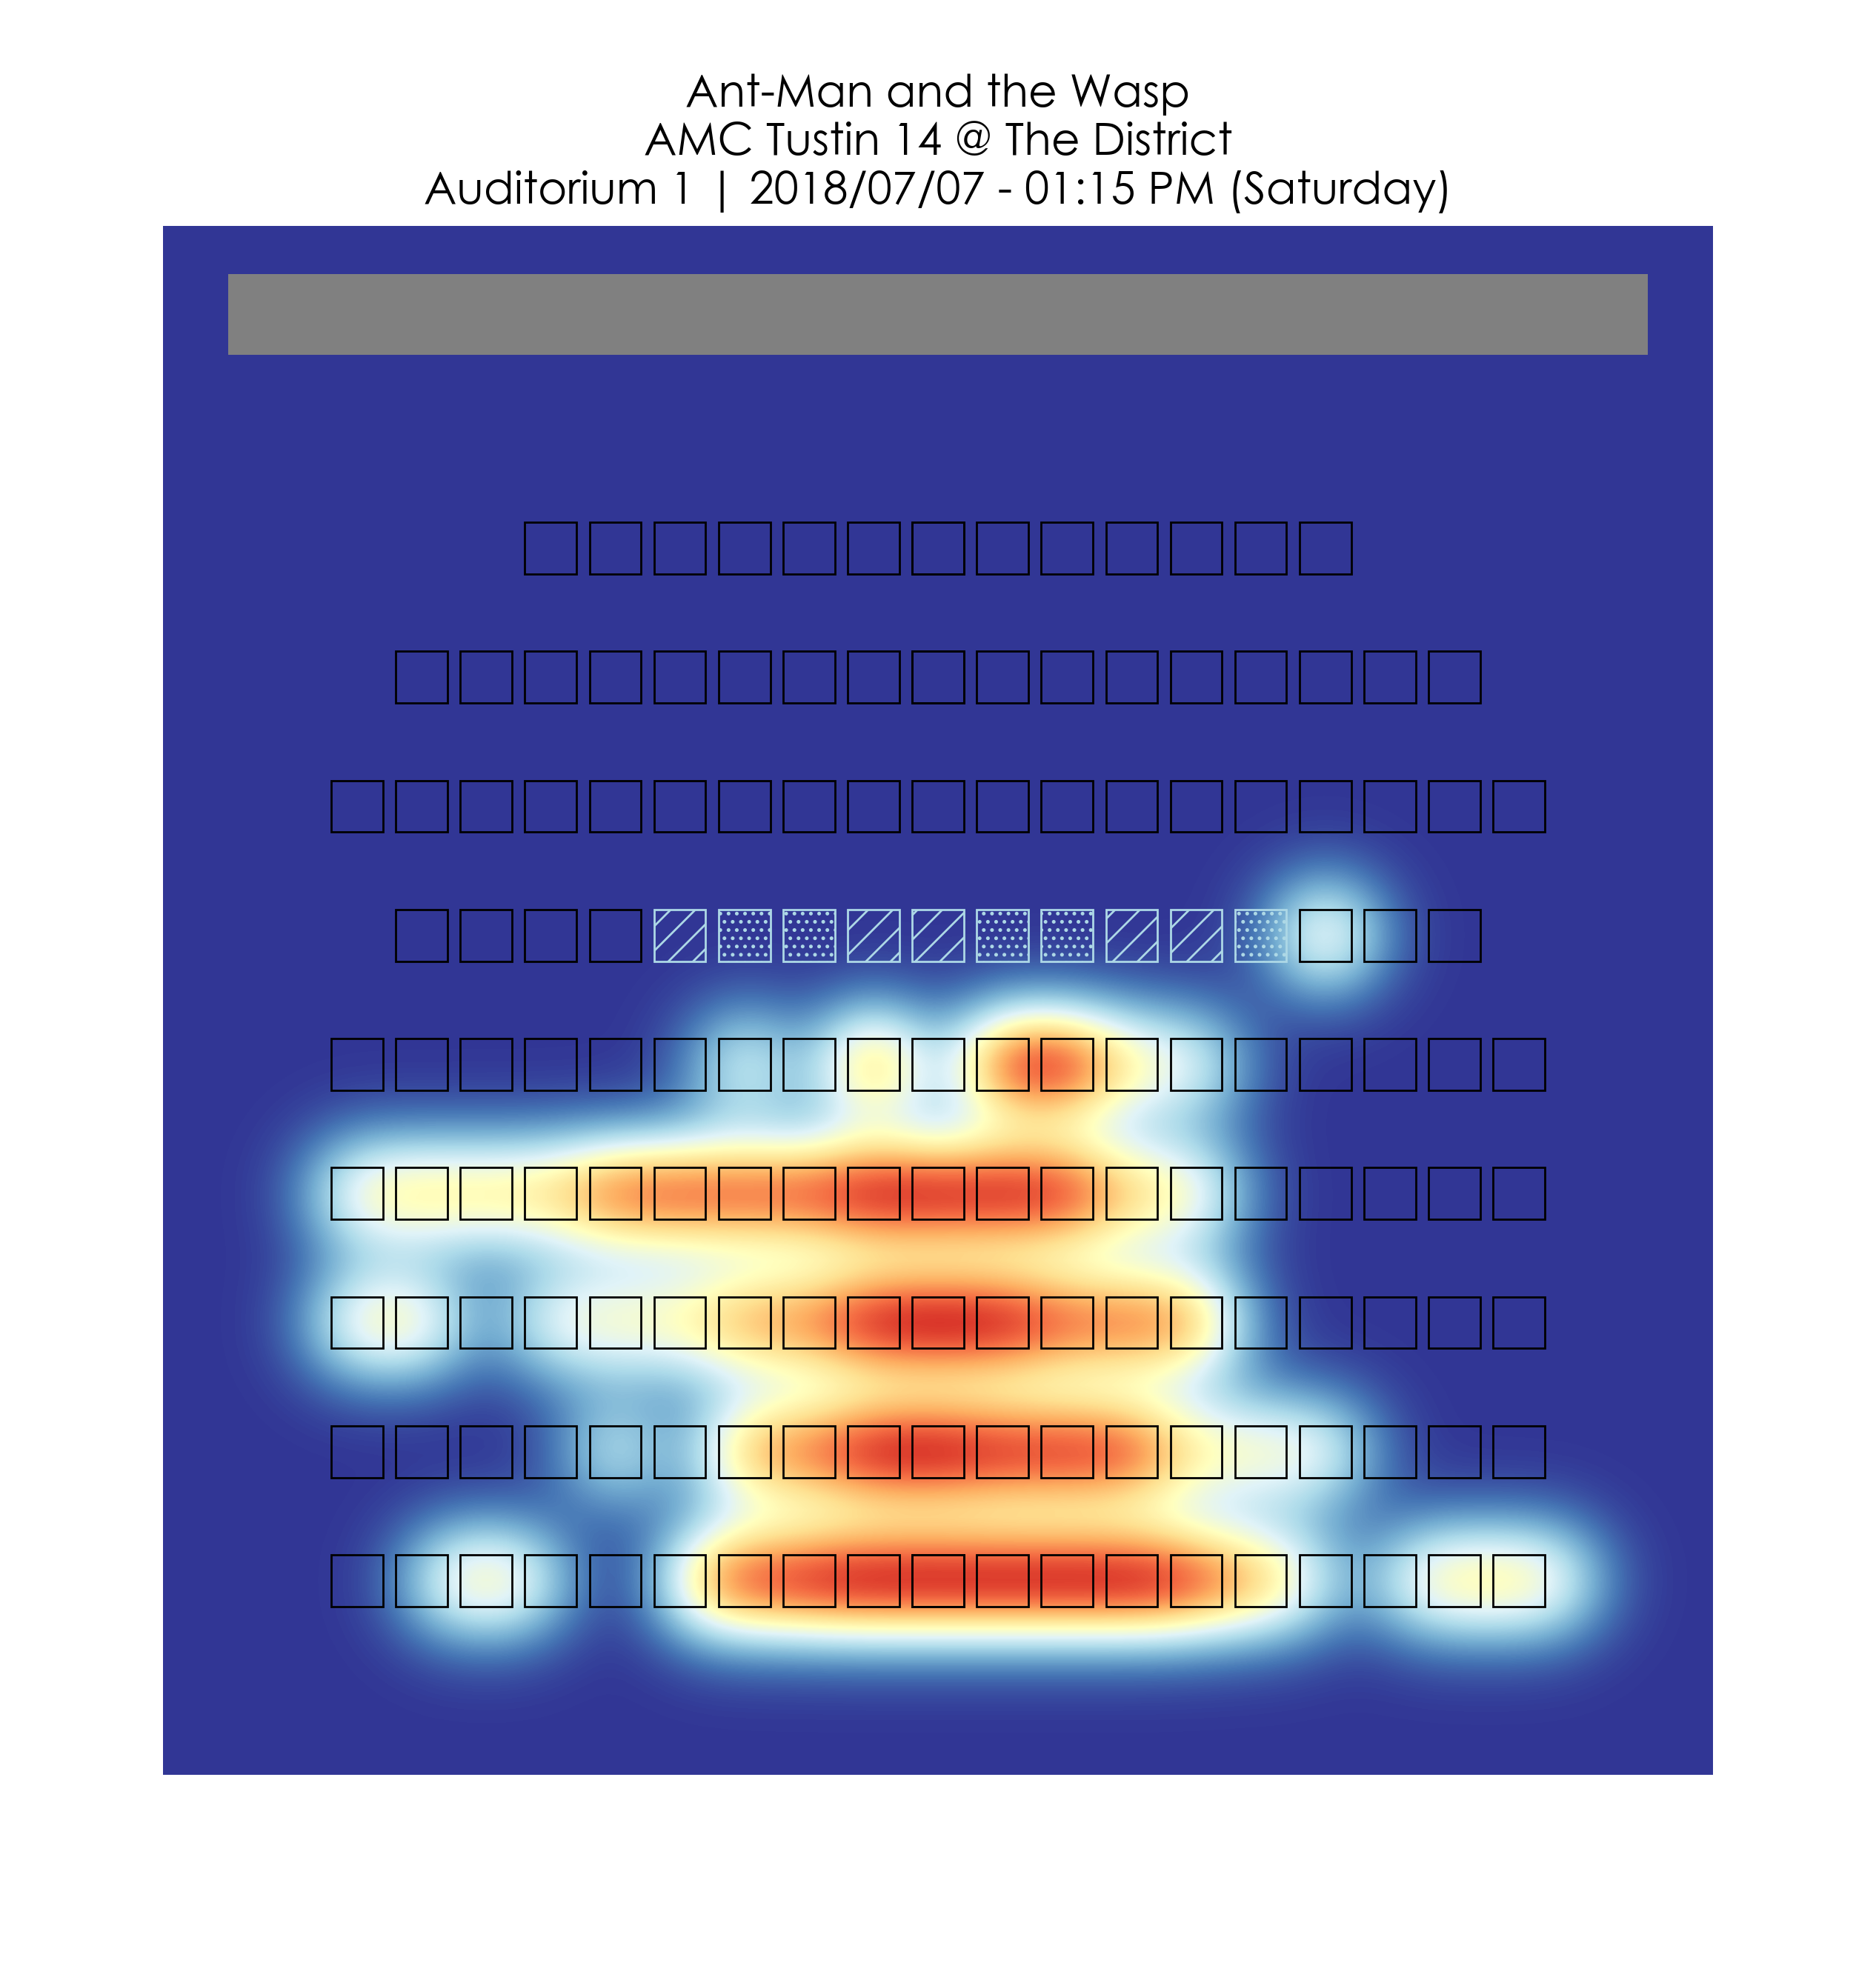 Ant-Man and the Wasp
AMC Tustin 14 @ The District
Auditorium 1 | 2018/07/07 - 01:15 PM (Saturday)